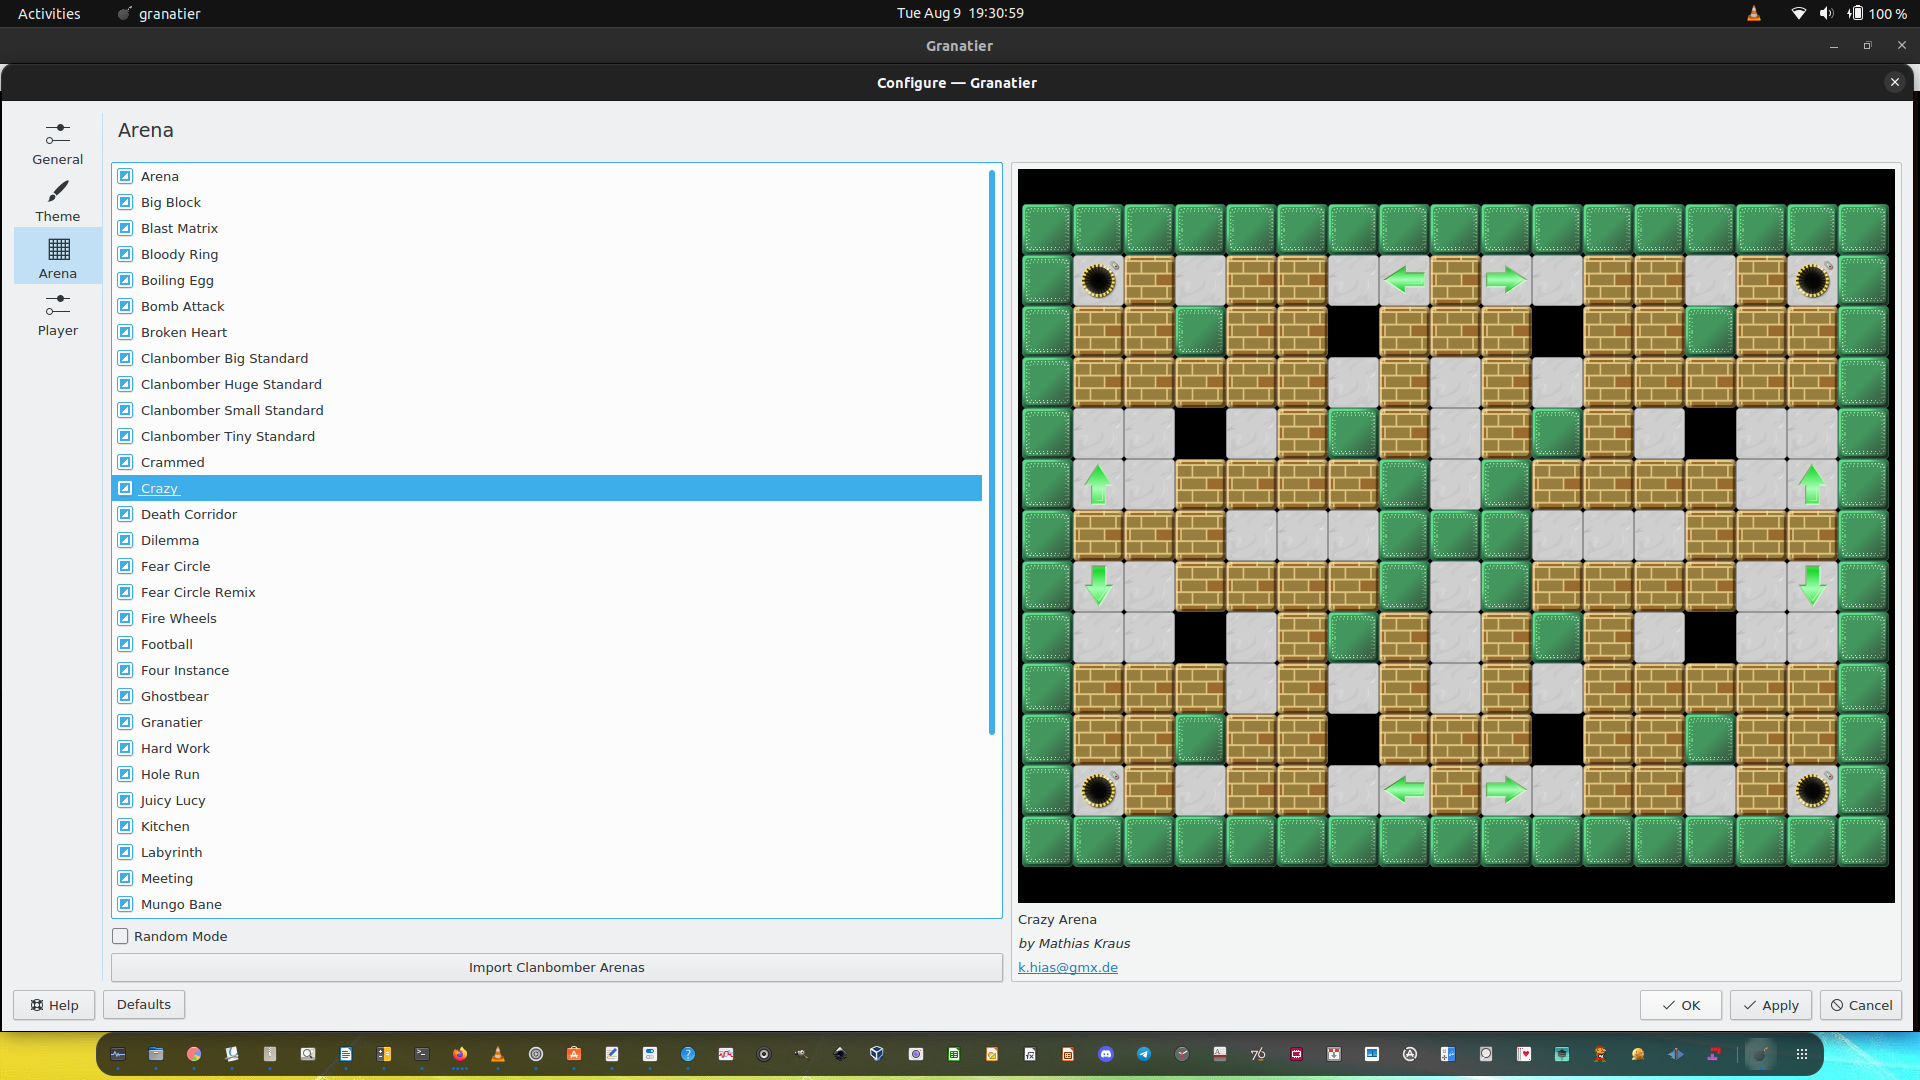 Activities
granatier
Tue Aug 9 19:30:59
100 %
Granatier
Configure — Granatier
General
Theme
Arena
Player
Arena
Arena
Big Block
Blast Matrix
Bloody Ring
Boiling Egg
Bomb Attack
Broken Heart
Clanbomber Big Standard
Clanbomber Huge Standard
Clanbomber Small Standard
Clanbomber Tiny Standard
Crammed
Crazy
Death Corridor
Dilemma
Fear Circle
Fear Circle Remix
Fire Wheels
Football
Four Instance
Ghostbear
Granatier
Hard Work
Hole Run
Juicy Lucy
Kitchen
Labyrinth
Meeting
Mungo Bane
Random Mode
Import Clanbomber Arenas
Crazy Arena
by Mathias Kraus
k.hias@gmx.de
Help
Defaults
OK
Apply
Cancel